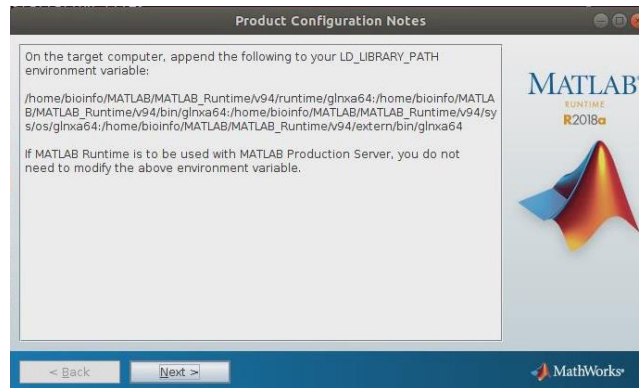 Product Configuration Notes
On the target computer, append the following to your LD_LIBRARY_PATH
environment variable:
/home/bioinfo/MATLAB/MATLAB_Runtime/v94/runtime/glnxa64:/home/bioinfo/MATLA
B/MATLAB_Runtime/v94/bin/glnxa64:/home/bioinfo/MATLAB/MATLAB_Runtime/v94/sy
s/os/glnxa64:/home/bioinfo/MATLAB/MATLAB_Runtime/v94/extern/bin/glnxa64
If MATLAB Runtime is to be used with MATLAB Production Server, you do not
need to modify the above environment variable.
MATLAB®
RUNTIME
R2018a
< Back
Next >
MathWorks®